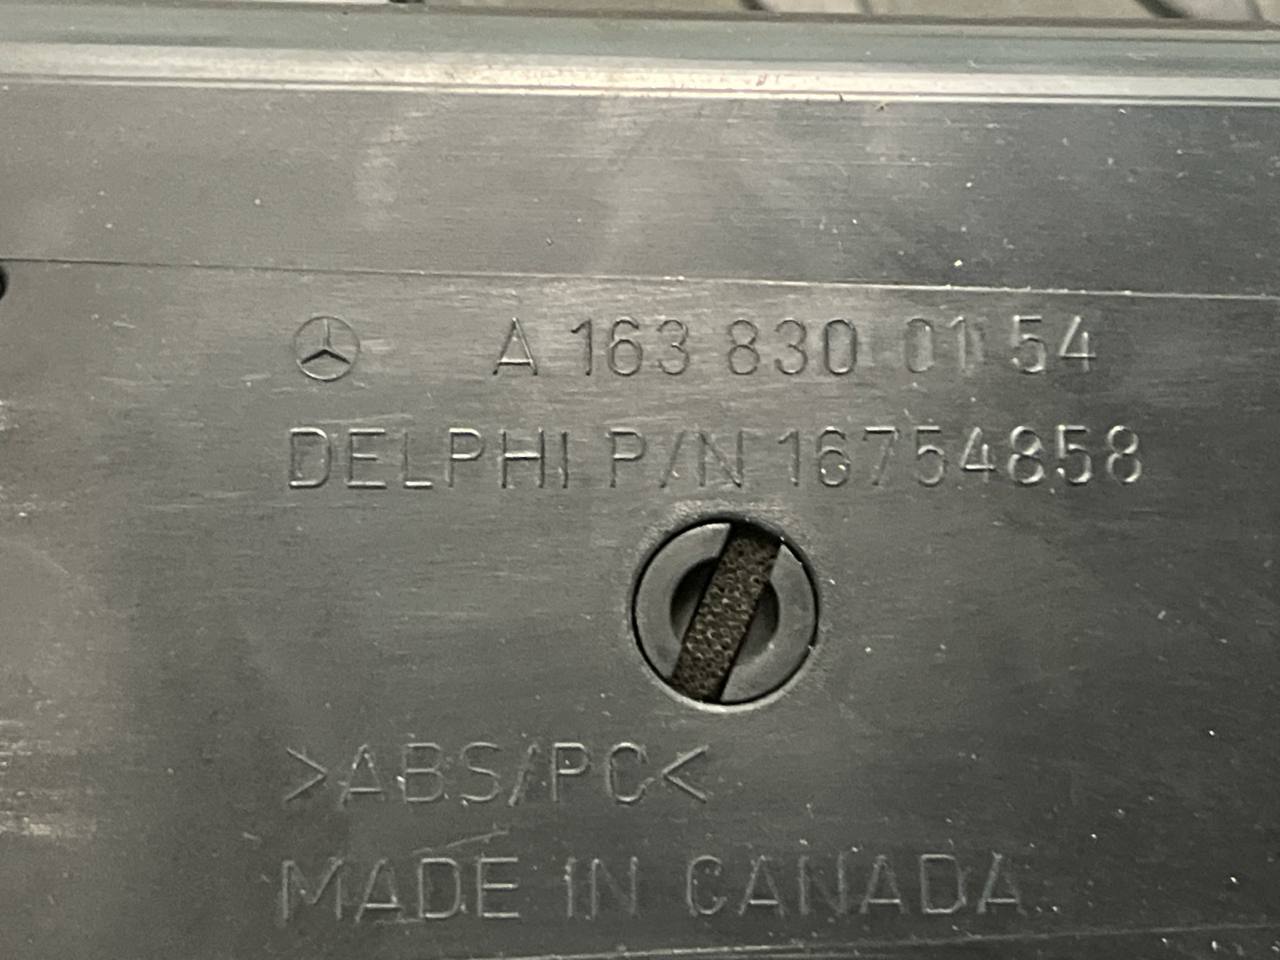 A 163 830 01 54
DELPHI P/N 16754858
>ABS/PC<
MADE IN CANADA